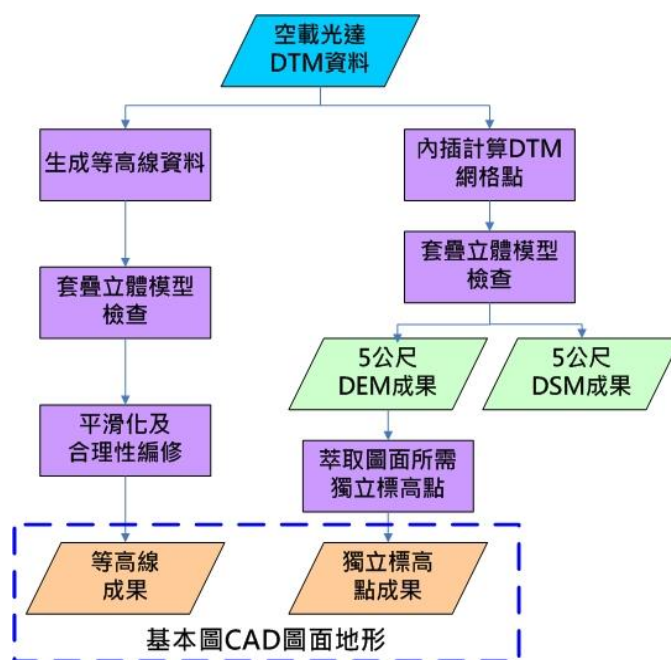 空載光達
DTM資料
生成等高線資料
內插計算DTM
網格點
套疊立體模型
檢查
套疊立體模型
檢查
5公尺
DEM成果
5公尺
DSM成果
平滑化及
合理性編修
萃取圖面所需
獨立標高點
等高線
成果
獨立標高
點成果
基本圖CAD圖面地形